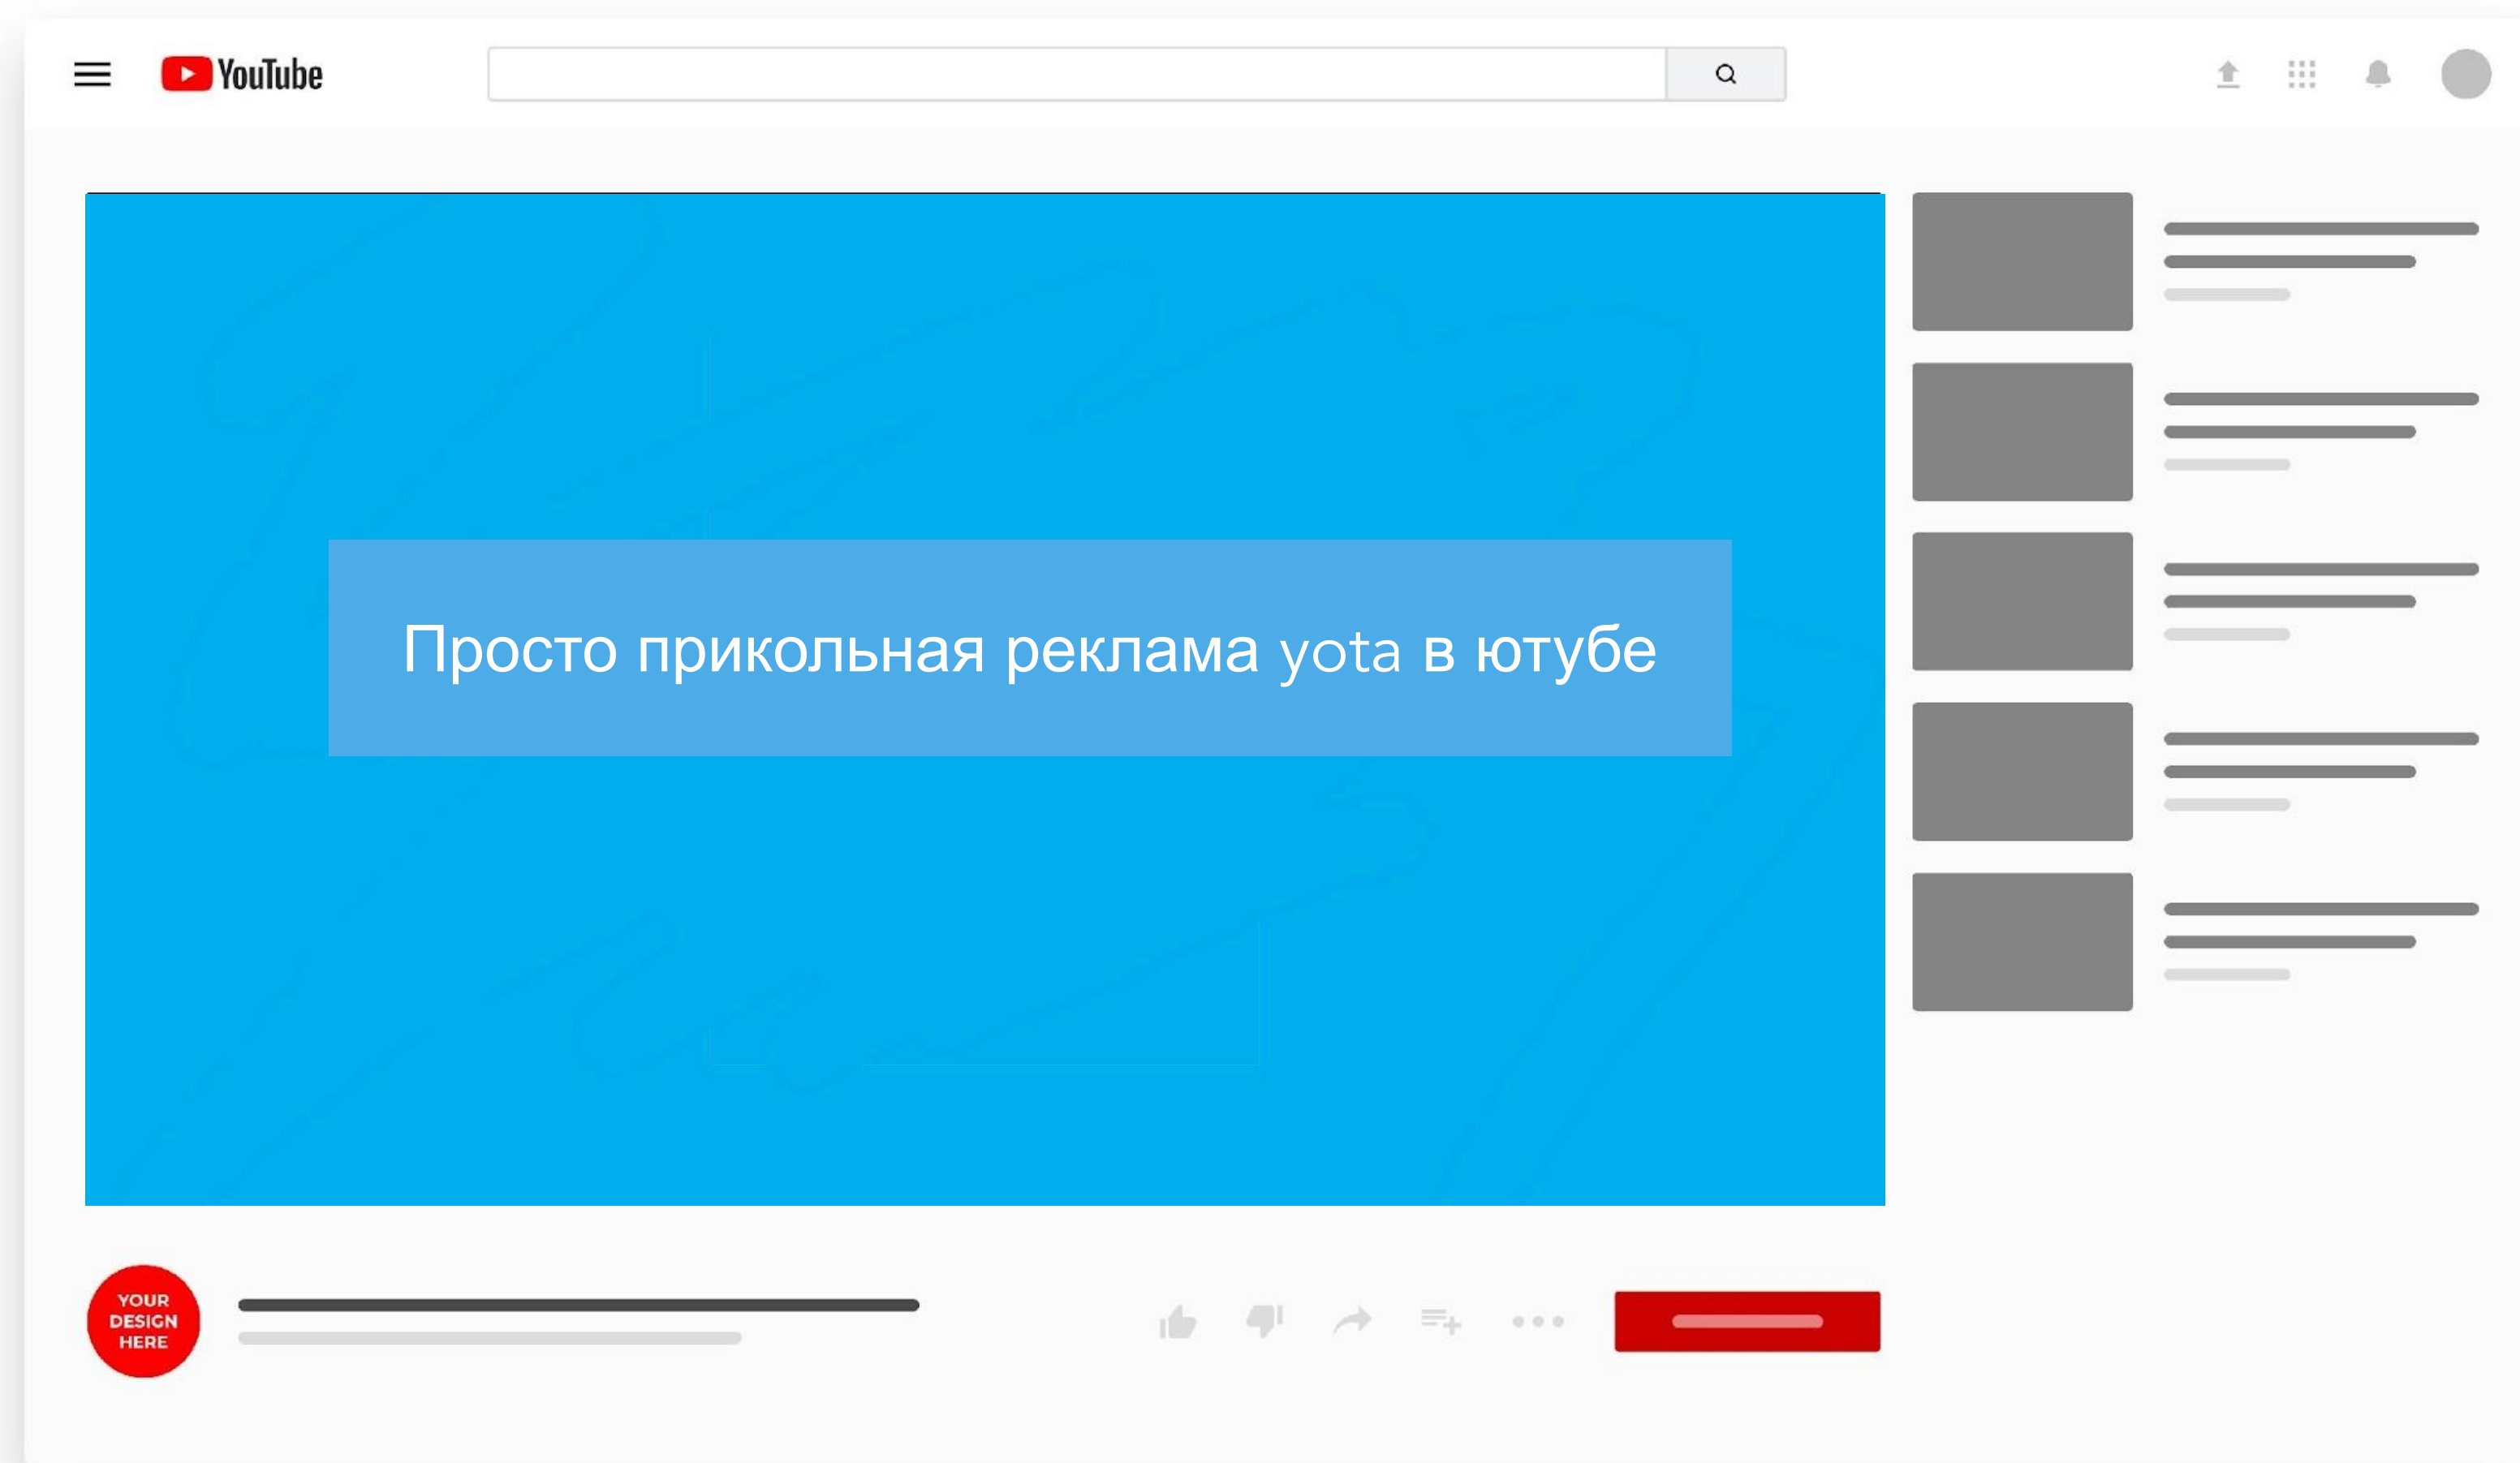 YouTube
Просто прикольная реклама yota в ютубе
YOUR
DESIGN
HERE